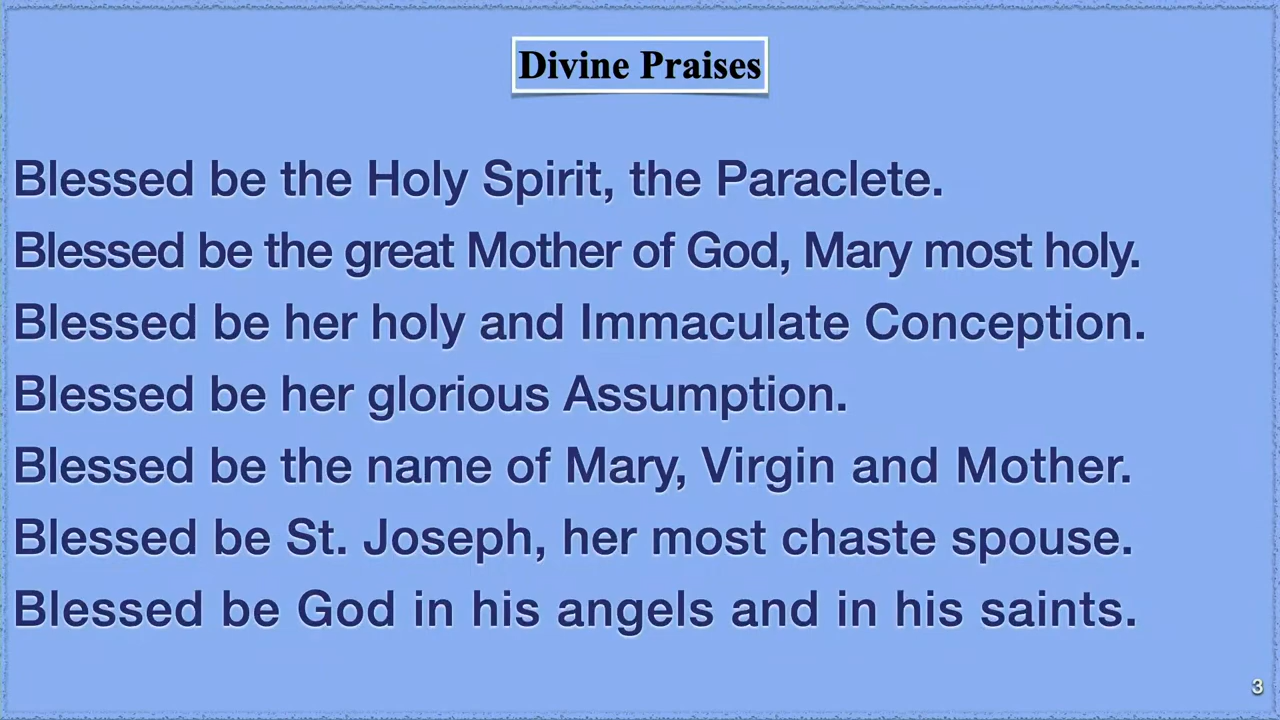 Divine Praises
Blessed be the Holy Spirit, the Paraclete.
Blessed be the great Mother of God, Mary most holy.
Blessed be her holy and Immaculate Conception.
Blessed be her glorious Assumption.
Blessed be the name of Mary, Virgin and Mother.
Blessed be St. Joseph, her most chaste spouse.
Blessed be God in his angels and in his saints.
3